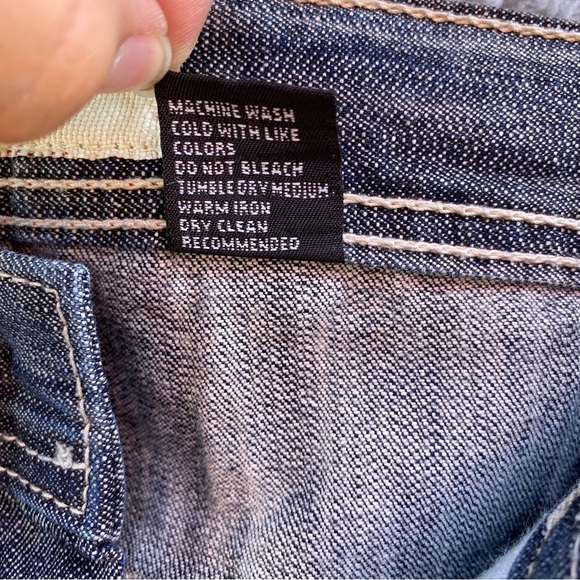 MACHINE WASH
COLD WITH LIKE
COLORS
DO NOT BLEACH
TUMBLE DRY MEDIUM
WARM IRON
DRY CLEAN
RECOMMENDED